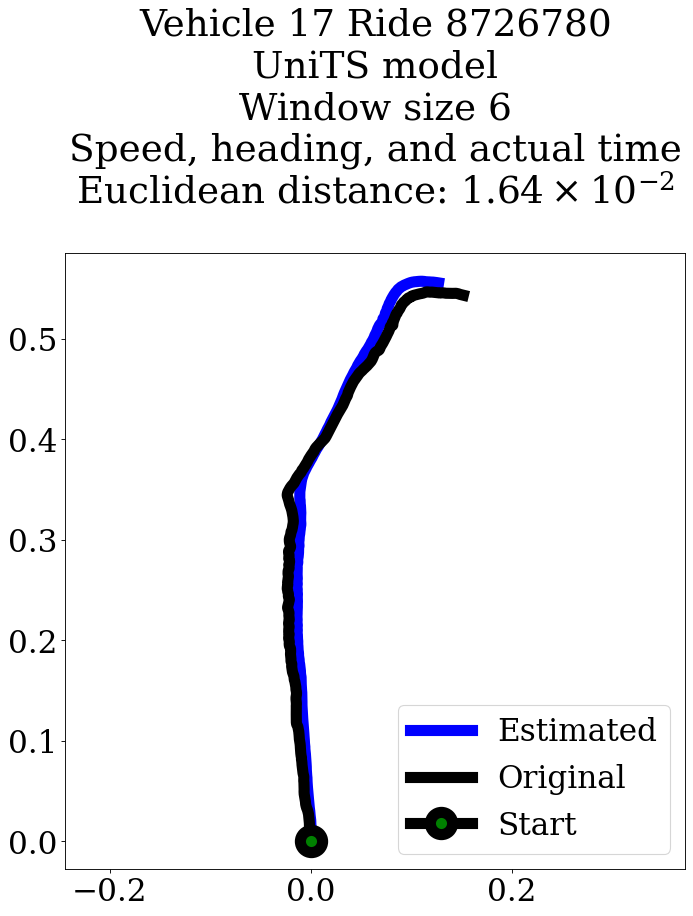 Vehicle 17 Ride 8726780
UniTS model
Window size 6
Speed, heading, and actual time
Euclidean distance: 1.64 × 10⁻²
0.5
0.4
0.3
0.2
0.1
0.0
−0.2 0.0 0.2
Estimated
Original
Start